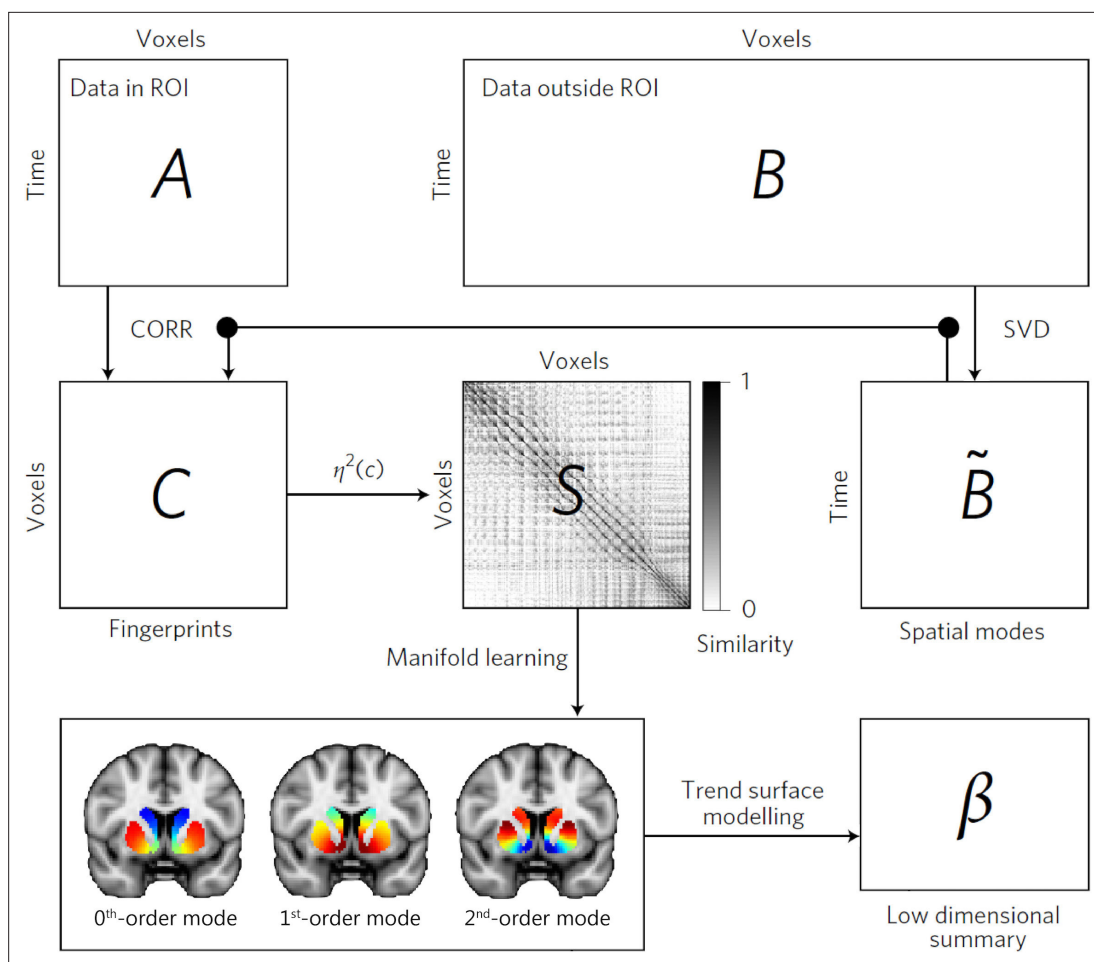 Voxels
Voxels
Data in ROI
Data outside ROI
Time
A
Time
B
CORR
SVD
Voxels
1
Voxels
C
η²(c)
Voxels
S
Time
B̃
0
Fingerprints
Similarity
Spatial modes
Manifold learning
Trend surface
modelling
β
0th-order mode
1st-order mode
2nd-order mode
Low dimensional
summary